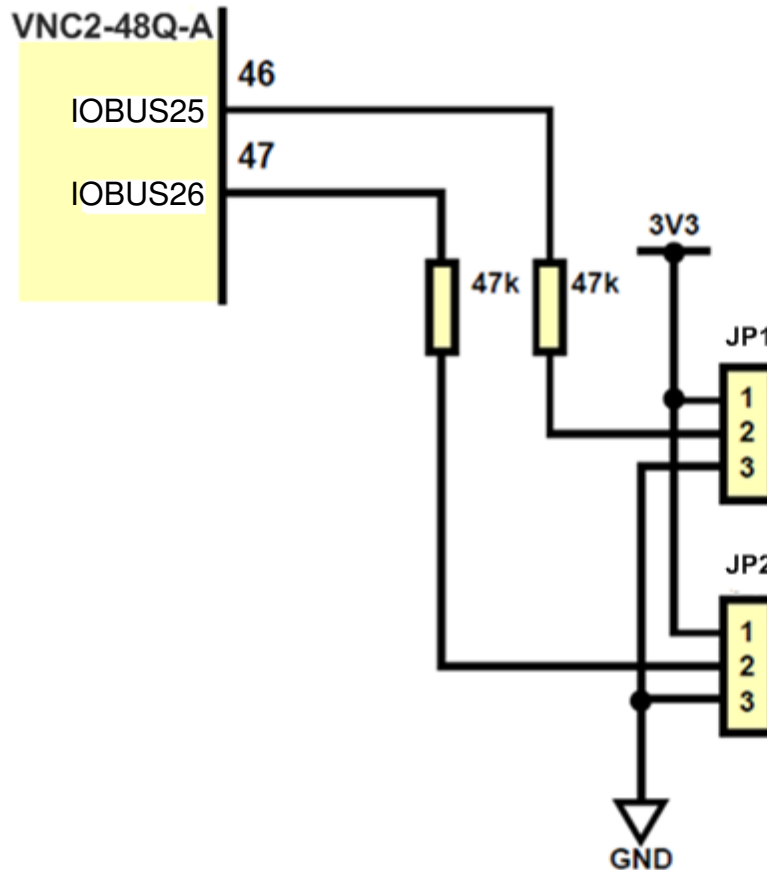 VNC2-48Q-A
46
IOBUS25
47
IOBUS26
3V3
47k 47k
JP1
1
2
3
JP2
1
2
3
GND